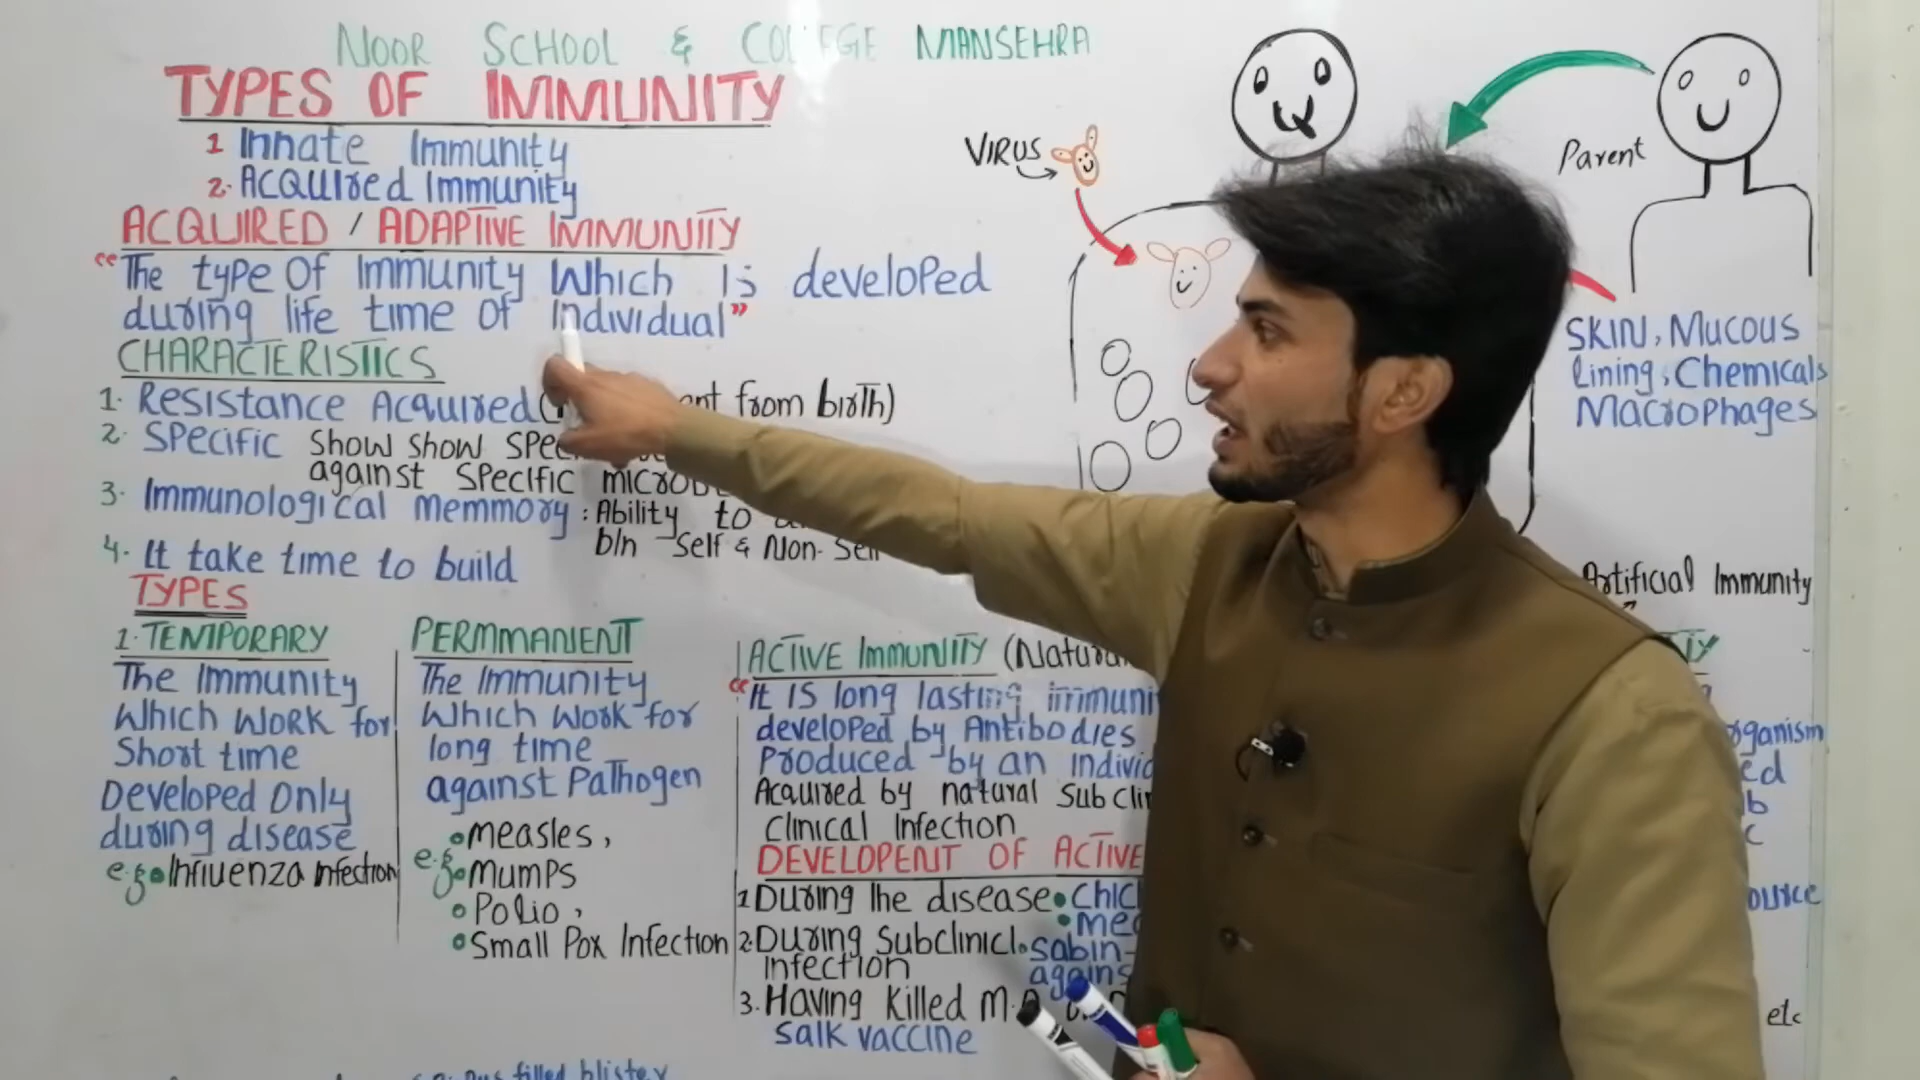 NOOR SCHOOL & COLLEGE MANSEHRA
TYPES OF IMMUNITY
1 Innate Immunity
2. Acquired Immunity
ACQUIRED / ADAPTIVE IMMUNITY
"The type of Immunity Which is developed
during life time of Individual"
CHARACTERISTICS
1. Resistance Acquired ( from birth)
2. Specific Show show
against Specific
3. Immunological memmory : Ability to
b/n Self & Non-Self
4. It take time to build
TYPES
1. TEMPORARY
The Immunity
Which work for
Short time
Developed Only
during disease
e.g Influenza Infection
PERMMANENT
The Immunity
Which work for
long time
against Pathogen
e.g
Measles,
Mumps
Polio,
Small Pox Infection
ACTIVE Immunity
"It is long lasting
developed by Antibodies
Produced by an
Acquired by natural
Clinical Infection
DEVELOPENT OF ACTIVE
1 During the disease
2. During Subclinicl
infection
3. Having Killed
salk vaccine
filled blister
VIRUS
Parent
SKIN, Mucous
lining, Chemicals
Macrophages
Artificial Immunity
etc